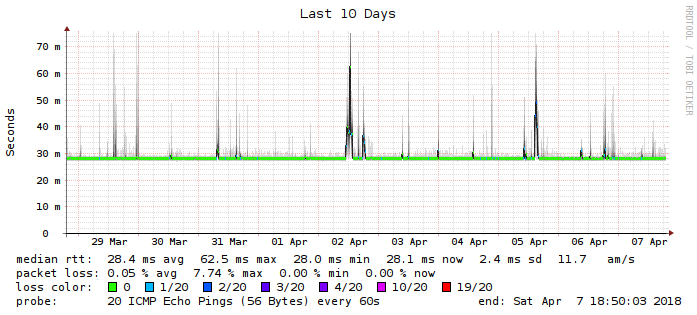 Last 10 Days
RRDTOOL / TOBI OETIKER
Seconds
70 m
60 m
50 m
40 m
30 m
20 m
10 m
0
29 Mar 30 Mar 31 Mar 01 Apr 02 Apr 03 Apr 04 Apr 05 Apr 06 Apr 07 Apr
median rtt: 28.4 ms avg 62.5 ms max 28.0 ms min 28.1 ms now 2.4 ms sd 11.7 am/s
packet loss: 0.05 % avg 7.74 % max 0.00 % min 0.00 % now
loss color: 0 1/20 2/20 3/20 4/20 10/20 19/20
probe: 20 ICMP Echo Pings (56 Bytes) every 60s end: Sat Apr 7 18:50:03 2018